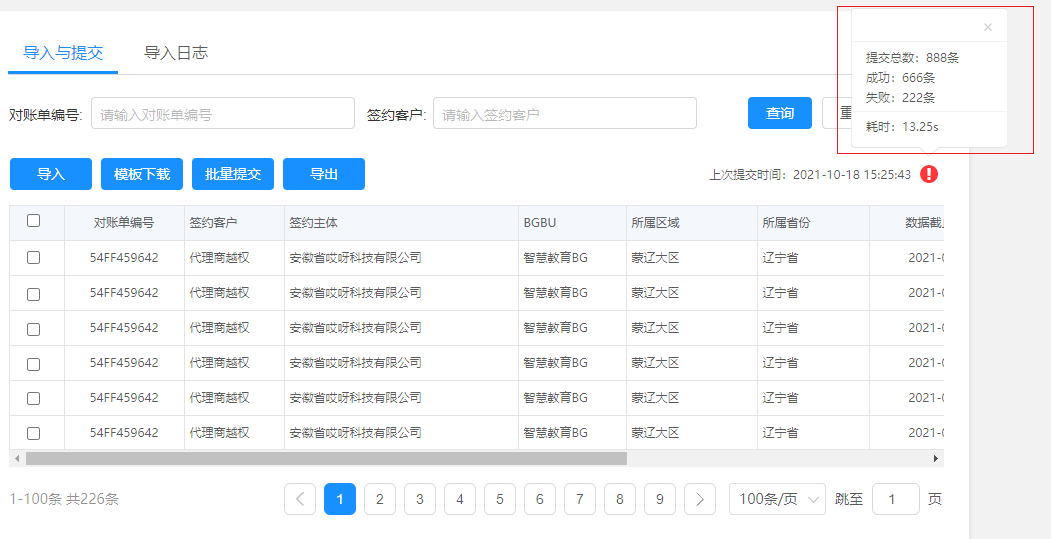 导入与提交 导入日志
×
提交总数：888条
成功：666条
失败：222条
耗时：13.25s
对账单编号: 请输入对账单编号 签约客户: 请输入签约客户 查询 重
导入 模板下载 批量提交 导出 上次提交时间：2021-10-18 15:25:43
对账单编号 签约客户 签约主体 BGBU 所属区域 所属省份 数据截
54FF459642 代理商越权 安徽省哎呀科技有限公司 智慧教育BG 蒙辽大区 辽宁省 2021-0
54FF459642 代理商越权 安徽省哎呀科技有限公司 智慧教育BG 蒙辽大区 辽宁省 2021-0
54FF459642 代理商越权 安徽省哎呀科技有限公司 智慧教育BG 蒙辽大区 辽宁省 2021-0
54FF459642 代理商越权 安徽省哎呀科技有限公司 智慧教育BG 蒙辽大区 辽宁省 2021-0
54FF459642 代理商越权 安徽省哎呀科技有限公司 智慧教育BG 蒙辽大区 辽宁省 2021-0
54FF459642 代理商越权 安徽省哎呀科技有限公司 智慧教育BG 蒙辽大区 辽宁省 2021-0
1-100条 共226条 1 2 3 4 5 6 7 8 9 100条/页 跳至 1 页